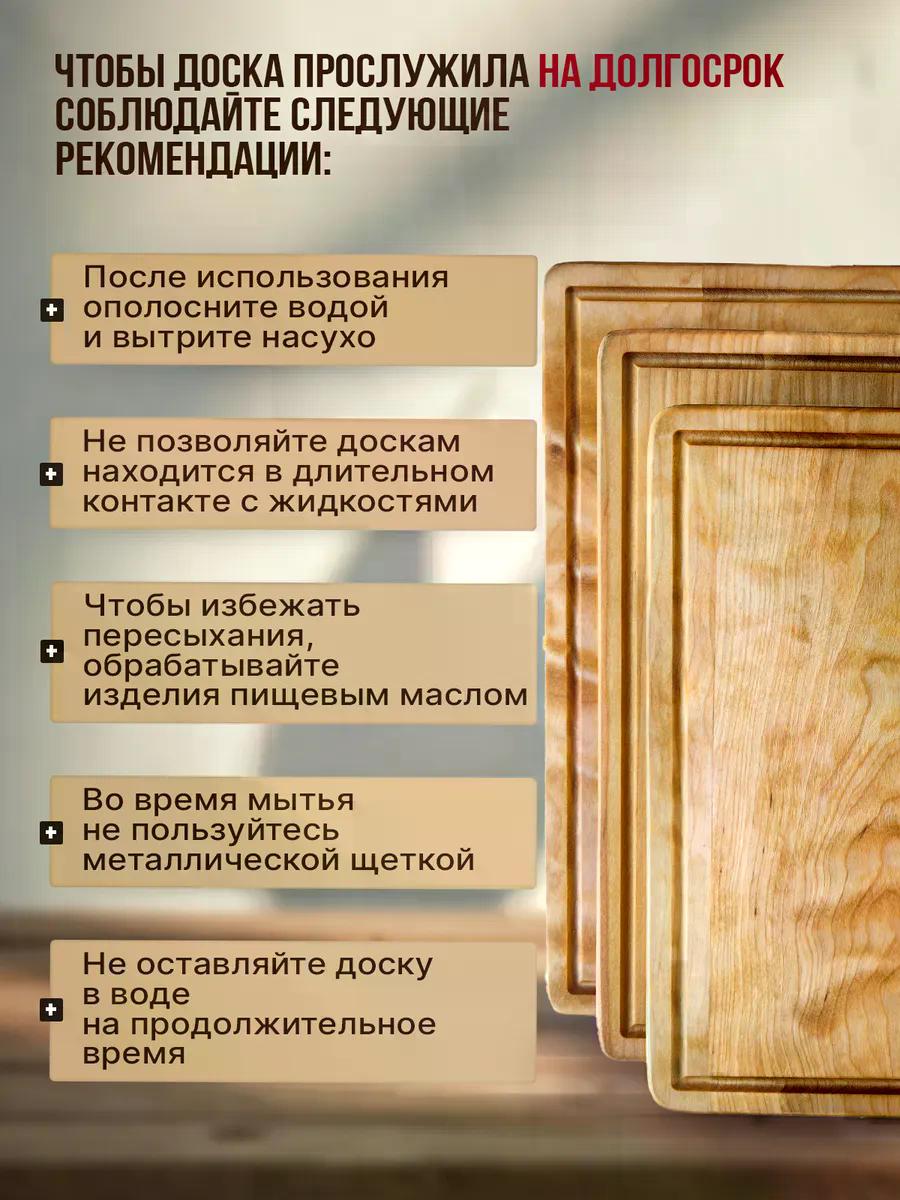 ЧТОБЫ ДОСКА ПРОСЛУЖИЛА НА ДОЛГОСРОК
СОБЛЮДАЙТЕ СЛЕДУЮЩИЕ
РЕКОМЕНДАЦИИ:
После использования
ополосните водой
и вытрите насухо
Не позволяйте доскам
находится в длительном
контакте с жидкостями
Чтобы избежать
пересыхания,
обрабатывайте
изделия пищевым маслом
Во время мытья
не пользуйтесь
металлической щеткой
Не оставляйте доску
в воде
на продолжительное
время